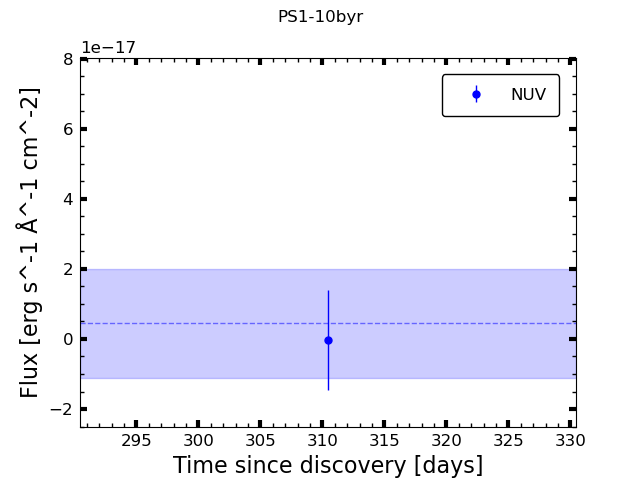 PS1-10byr
1e−17
8
6
4
2
0
−2
Flux [erg s^-1 Å^-1 cm^-2]
NUV
295 300 305 310 315 320 325 330
Time since discovery [days]